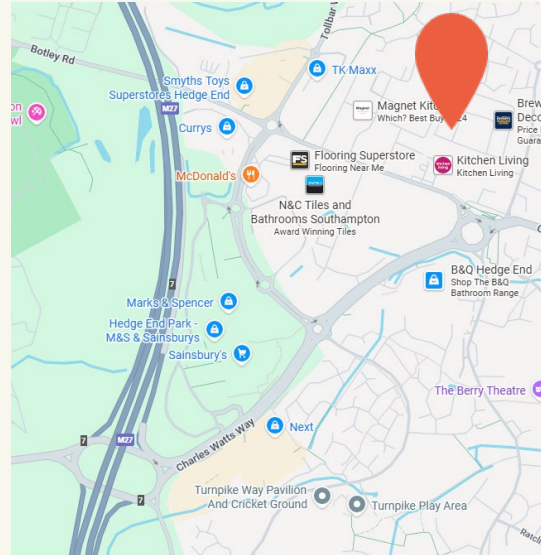 Botley Rd
Tollbar
M27
Smyths Toys
Superstores Hedge End
TK Maxx
Currys
Magnet Kit
Which? Best Buy
24
Brew
Deco
Price
Guara
Flooring Superstore
Flooring Near Me
FS
Kitchen Living
Kitchen Living
McDonald's
N&C Tiles and
Bathrooms Southampton
Award Winning Tiles
B&Q Hedge End
Shop The B&Q
Bathroom Range
7
Marks & Spencer
Hedge End Park -
M&S & Sainsburys
Sainsbury's
The Berry Theatre
Next
Charles Watts Way
7
M27
7
Turnpike Way Pavilion
And Cricket Ground
Turnpike Play Area
Ratcl